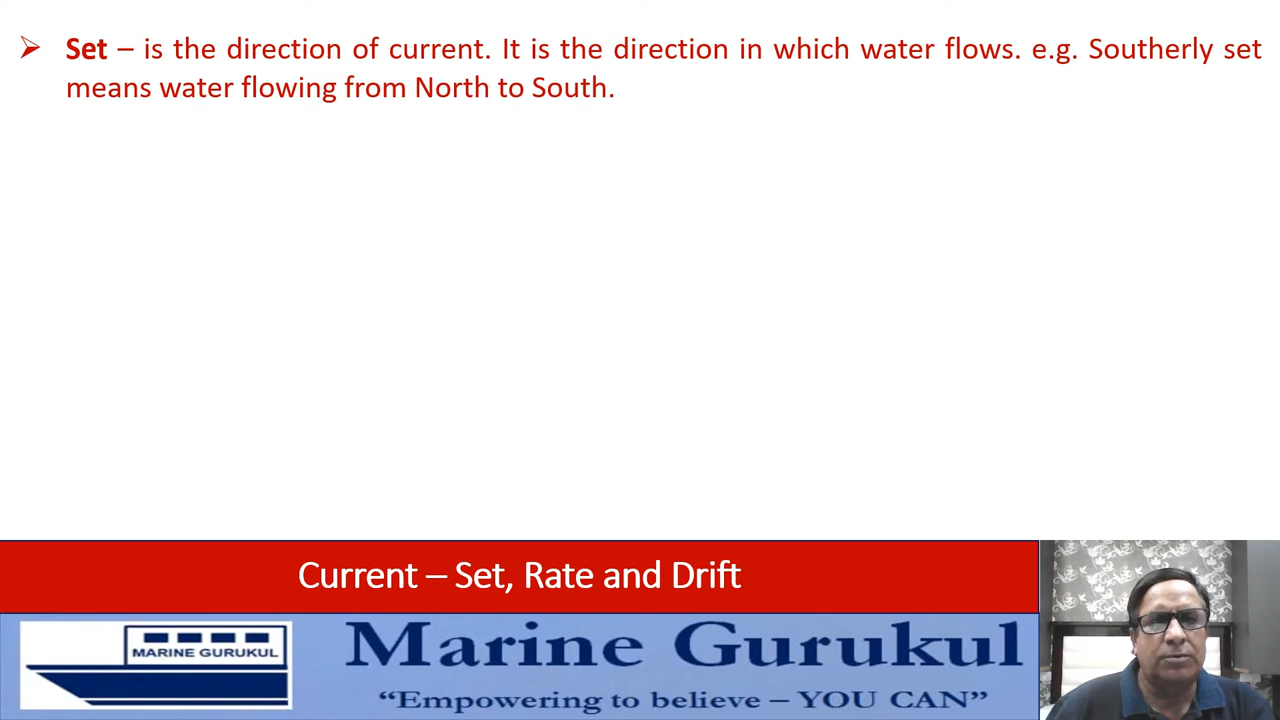 ➢ Set – is the direction of current. It is the direction in which water flows. e.g. Southerly set
means water flowing from North to South.
Current – Set, Rate and Drift
MARINE GURUKUL
Marine Gurukul
“Empowering to believe – YOU CAN”